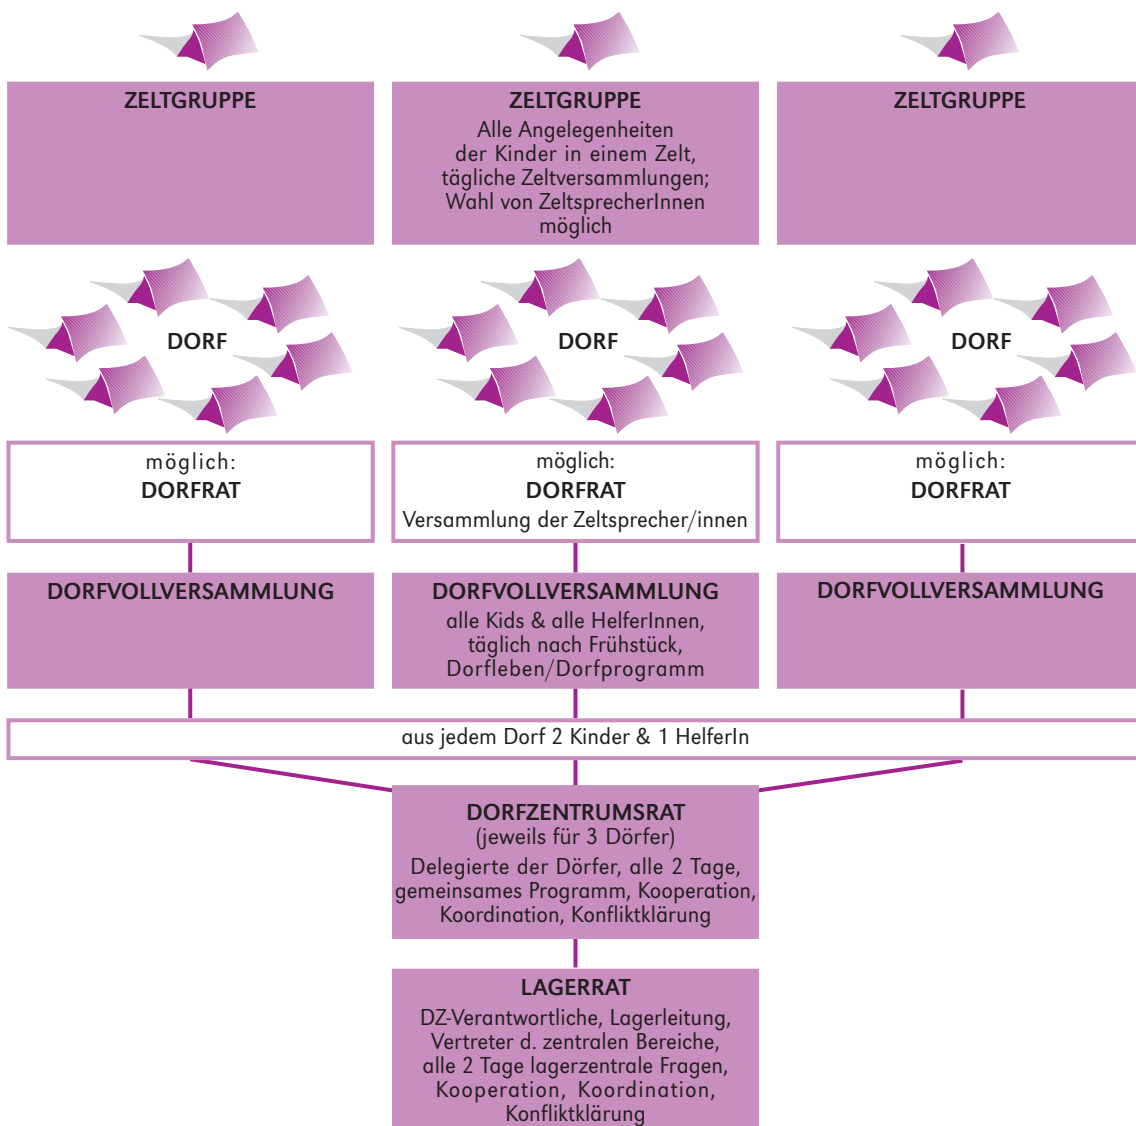 ZELTGRUPPE
ZELTGRUPPE
Alle Angelegenheiten
der Kinder in einem Zelt,
tägliche Zeltversammlungen;
Wahl von ZeltsprecherInnen
möglich
ZELTGRUPPE
DORF
DORF
DORF
möglich:
DORFRAT
möglich:
DORFRAT
Versammlung der Zeltsprecher/innen
möglich:
DORFRAT
DORFVOLLVERSAMMLUNG
DORFVOLLVERSAMMLUNG
alle Kids & alle HelferInnen,
täglich nach Frühstück,
Dorfleben/Dorfprogramm
DORFVOLLVERSAMMLUNG
aus jedem Dorf 2 Kinder & 1 HelferIn
DORFZENTRUMSRAT
(jeweils für 3 Dörfer)
Delegierte der Dörfer, alle 2 Tage,
gemeinsames Programm, Kooperation,
Koordination, Konfliktklärung
LAGERRAT
DZ-Verantwortliche, Lagerleitung,
Vertreter d. zentralen Bereiche,
alle 2 Tage lagerzentrale Fragen,
Kooperation, Koordination,
Konfliktklärung